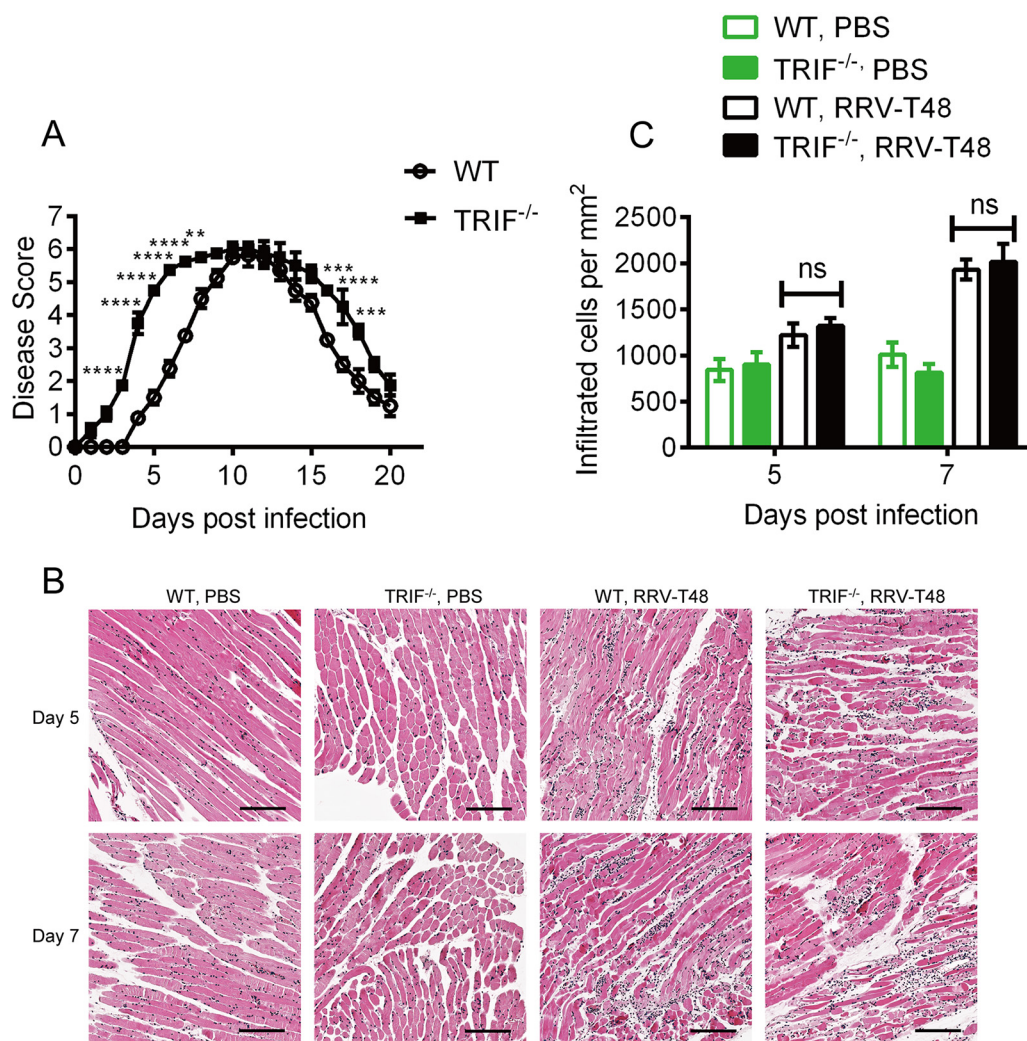 WT, PBS
TRIF-/-, PBS
WT, RRV-T48
TRIF-/-, RRV-T48
A
WT
TRIF-/-
Disease Score
7
6
5
4
3
2
1
0
****
****
****
****
****
**
***
****
***
0
5
10
15
20
Days post infection
C
Infiltrated cells per mm2
2500
2000
1500
1000
500
0
ns
ns
5
7
Days post infection
B
WT, PBS
TRIF-/-, PBS
WT, RRV-T48
TRIF-/-, RRV-T48
Day 5
Day 7